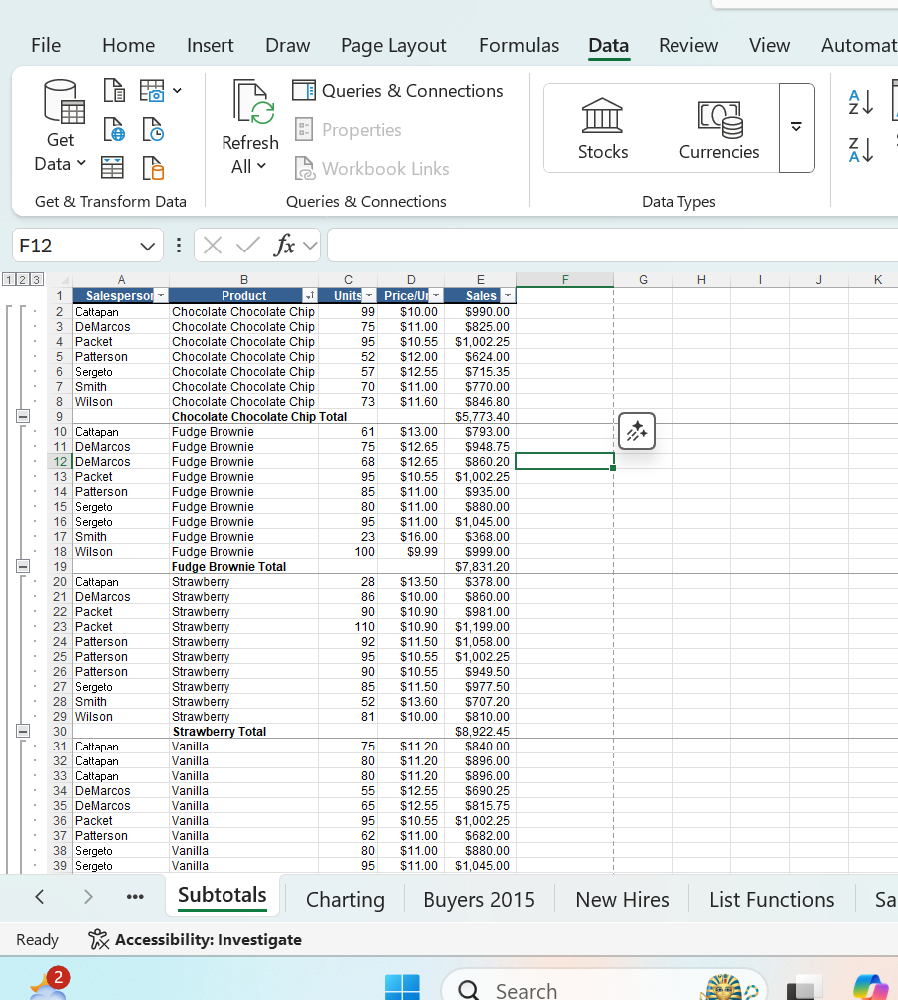 File Home Insert Draw Page Layout Formulas Data Review View Automat
Get Data
Refresh All
Queries & Connections
Properties
Workbook Links
Stocks
Currencies
Get & Transform Data
Queries & Connections
Data Types
F12
fx
1 2 3
A B C D E F G H I J K
1 Salesperson Product Units Price/Un Sales
2 Cattapan Chocolate Chocolate Chip 99 $10.00 $990.00
3 DeMarcos Chocolate Chocolate Chip 75 $11.00 $825.00
4 Packet Chocolate Chocolate Chip 95 $10.55 $1,002.25
5 Patterson Chocolate Chocolate Chip 52 $12.00 $624.00
6 Sergeto Chocolate Chocolate Chip 57 $12.55 $715.35
7 Smith Chocolate Chocolate Chip 70 $11.00 $770.00
8 Wilson Chocolate Chocolate Chip 73 $11.60 $846.80
9 Chocolate Chocolate Chip Total $5,773.40
10 Cattapan Fudge Brownie 61 $13.00 $793.00
11 DeMarcos Fudge Brownie 75 $12.65 $948.75
12 DeMarcos Fudge Brownie 68 $12.65 $860.20
13 Packet Fudge Brownie 95 $10.55 $1,002.25
14 Patterson Fudge Brownie 85 $11.00 $935.00
15 Sergeto Fudge Brownie 80 $11.00 $880.00
16 Sergeto Fudge Brownie 95 $11.00 $1,045.00
17 Smith Fudge Brownie 23 $16.00 $368.00
18 Wilson Fudge Brownie 100 $9.99 $999.00
19 Fudge Brownie Total $7,831.20
20 Cattapan Strawberry 28 $13.50 $378.00
21 DeMarcos Strawberry 86 $10.00 $860.00
22 Packet Strawberry 90 $10.90 $981.00
23 Packet Strawberry 110 $10.90 $1,199.00
24 Patterson Strawberry 92 $11.50 $1,058.00
25 Patterson Strawberry 95 $10.55 $1,002.25
26 Patterson Strawberry 90 $10.55 $949.50
27 Sergeto Strawberry 85 $11.50 $977.50
28 Smith Strawberry 52 $13.60 $707.20
29 Wilson Strawberry 81 $10.00 $810.00
30 Strawberry Total $8,922.45
31 Cattapan Vanilla 75 $11.20 $840.00
32 Cattapan Vanilla 80 $11.20 $896.00
33 Cattapan Vanilla 80 $11.20 $896.00
34 DeMarcos Vanilla 55 $12.55 $690.25
35 DeMarcos Vanilla 65 $12.55 $815.75
36 Packet Vanilla 95 $10.55 $1,002.25
37 Patterson Vanilla 62 $11.00 $682.00
38 Sergeto Vanilla 80 $11.00 $880.00
39 Sergeto Vanilla 95 $11.00 $1,045.00
Subtotals Charting Buyers 2015 New Hires List Functions Sa
Ready Accessibility: Investigate
2
Search